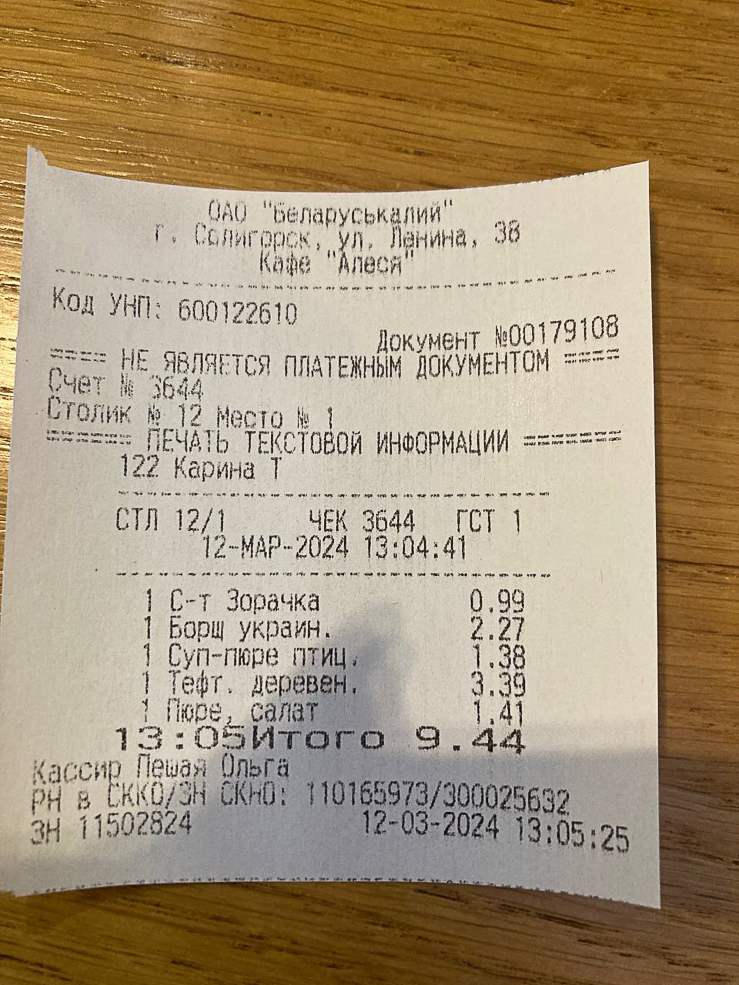 ОАО "Беларуськалий"
г. Солигорск, ул. Ленина, 38
Кафе "Алеся"
Код УНП: 600122610
Документ №00179108
==== НЕ ЯВЛЯЕТСЯ ПЛАТЕЖНЫМ ДОКУМЕНТОМ ====
Счет № 3644
Столик № 12 Место № 1
====== ПЕЧАТЬ ТЕКСТОВОЙ ИНФОРМАЦИИ ======
122 Карина Т
СТЛ 12/1 ЧЕК 3644 ГСТ 1
12-МАР-2024 13:04:41
1 С-т Зорачка 0.99
1 Борщ украин. 2.27
1 Суп-пюре птиц. 1.38
1 Тефт. деревен. 3.39
1 Пюре, салат 1.41
13:05Итого 9.44
Кассир Пешая Ольга
РН в СККО/ЗН СКНО: 110165973/300025632
ЗН 11502824 12-03-2024 13:05:25